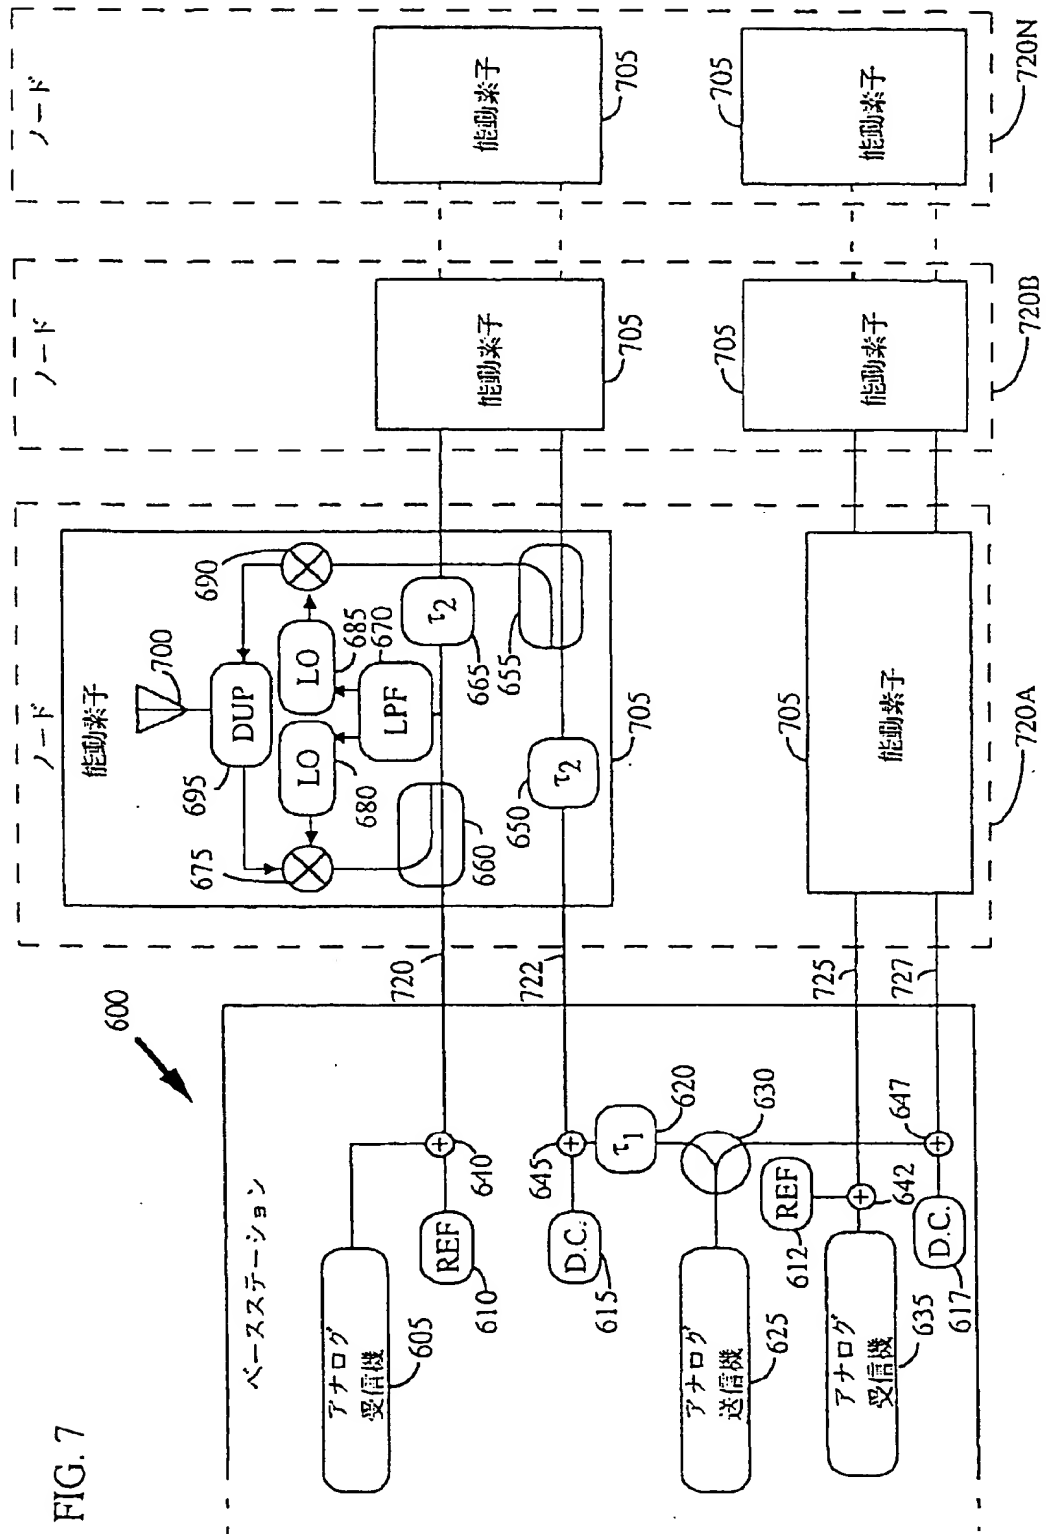 FIG. 7
600
ベースステーション
アナログ
受信機
605
REF
610
640
D.C.
615
645
τ1
620
630
アナログ
送信機
625
REF
612
642
アナログ
受信機
635
D.C.
617
647
720
722
725
727
ノード
能動素子
700
DUP
695
690
675
LO
680
LO
685
LPF
670
660
τ2
665
655
τ2
650
705
705
能動素子
720A
ノード
能動素子
705
705
能動素子
720B
ノード
能動素子
705
705
能動素子
720N